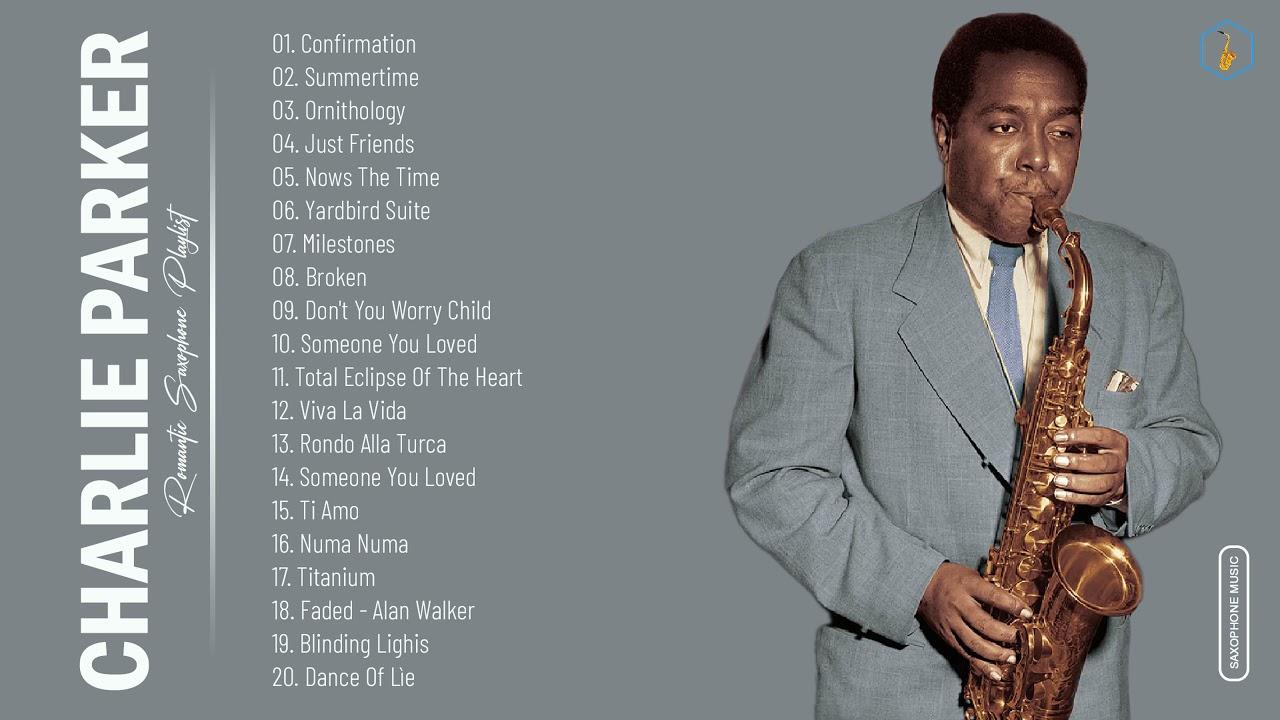 CHARLIE PARKER
Romantic Saxophone Playlist
01. Confirmation
02. Summertime
03. Ornithology
04. Just Friends
05. Nows The Time
06. Yardbird Suite
07. Milestones
08. Broken
09. Don't You Worry Child
10. Someone You Loved
11. Total Eclipse Of The Heart
12. Viva La Vida
13. Rondo Alla Turca
14. Someone You Loved
15. Ti Amo
16. Numa Numa
17. Titanium
18. Faded - Alan Walker
19. Blinding Lighis
20. Dance Of Lìe
SAXOPHONE MUSIC